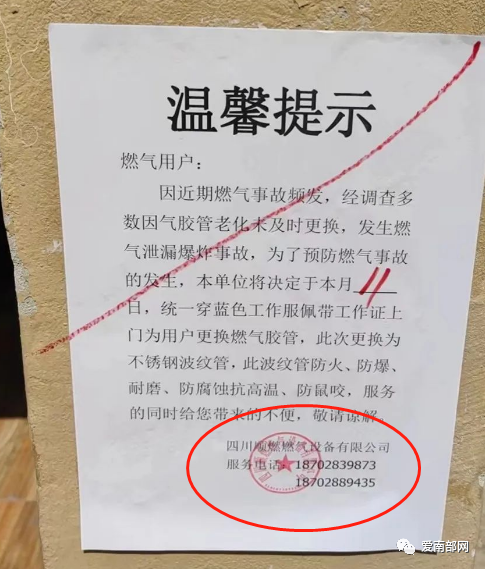 温馨提示
燃气用户：
因近期燃气事故频发，经调查多
数因气胶管老化未及时更换，发生燃
气泄漏爆炸事故，为了预防燃气事故
的发生，本单位将决定于本月11
日，统一穿蓝色工作服佩带工作证上
门为用户更换燃气胶管，此次更换为
不锈钢波纹管，此波纹管防火、防爆、
耐磨、防腐蚀抗高温、防鼠咬，服务
的同时给您带来的不便，敬请谅解。
四川顺燃燃气设备有限公司
服务电话：18702839873
18702889435
爱南部网